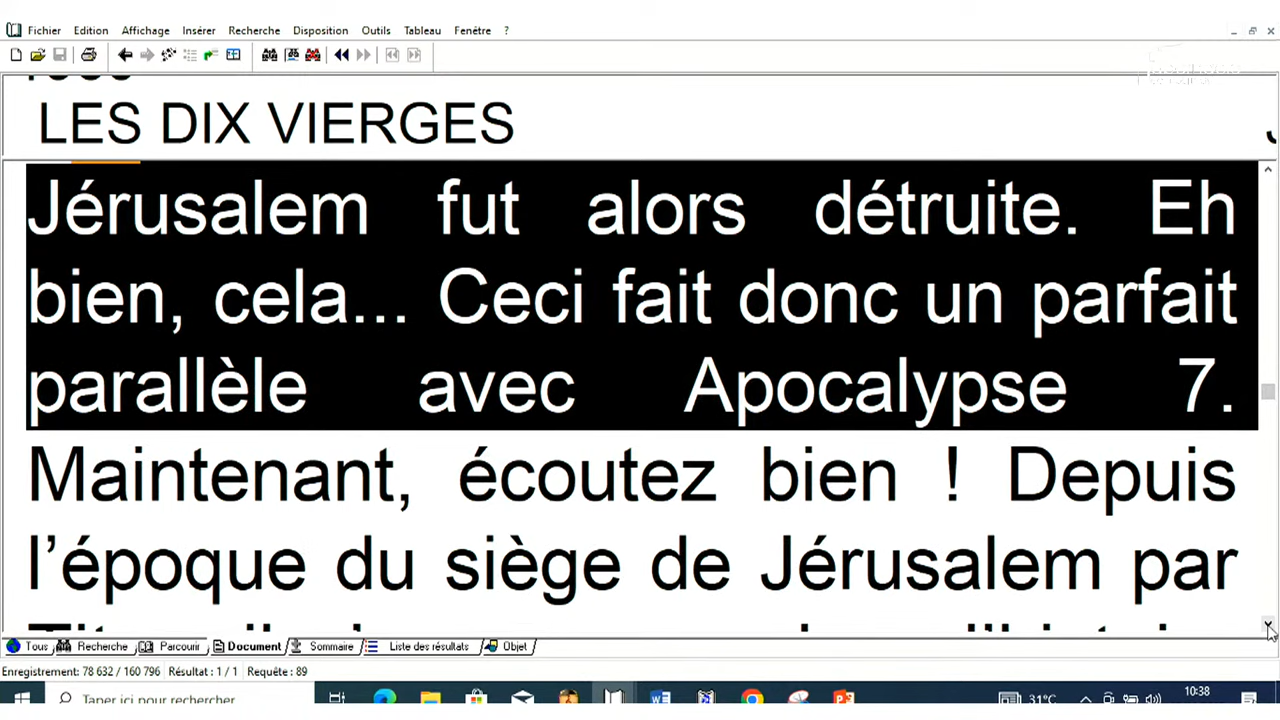 Fichier Edition Affichage Insérer Recherche Disposition Outils Tableau Fenêtre ?
LES DIX VIERGES
Jérusalem fut alors détruite. Eh
bien, cela... Ceci fait donc un parfait
parallèle avec Apocalypse 7.
Maintenant, écoutez bien ! Depuis
l’époque du siège de Jérusalem par
Tous Recherche Parcourir Document Sommaire Liste des résultats Objet
Enregistrement: 78 632 / 160 796 Résultat : 1 / 1 Requête : 89
Taper ici pour rechercher 31°C 10:38